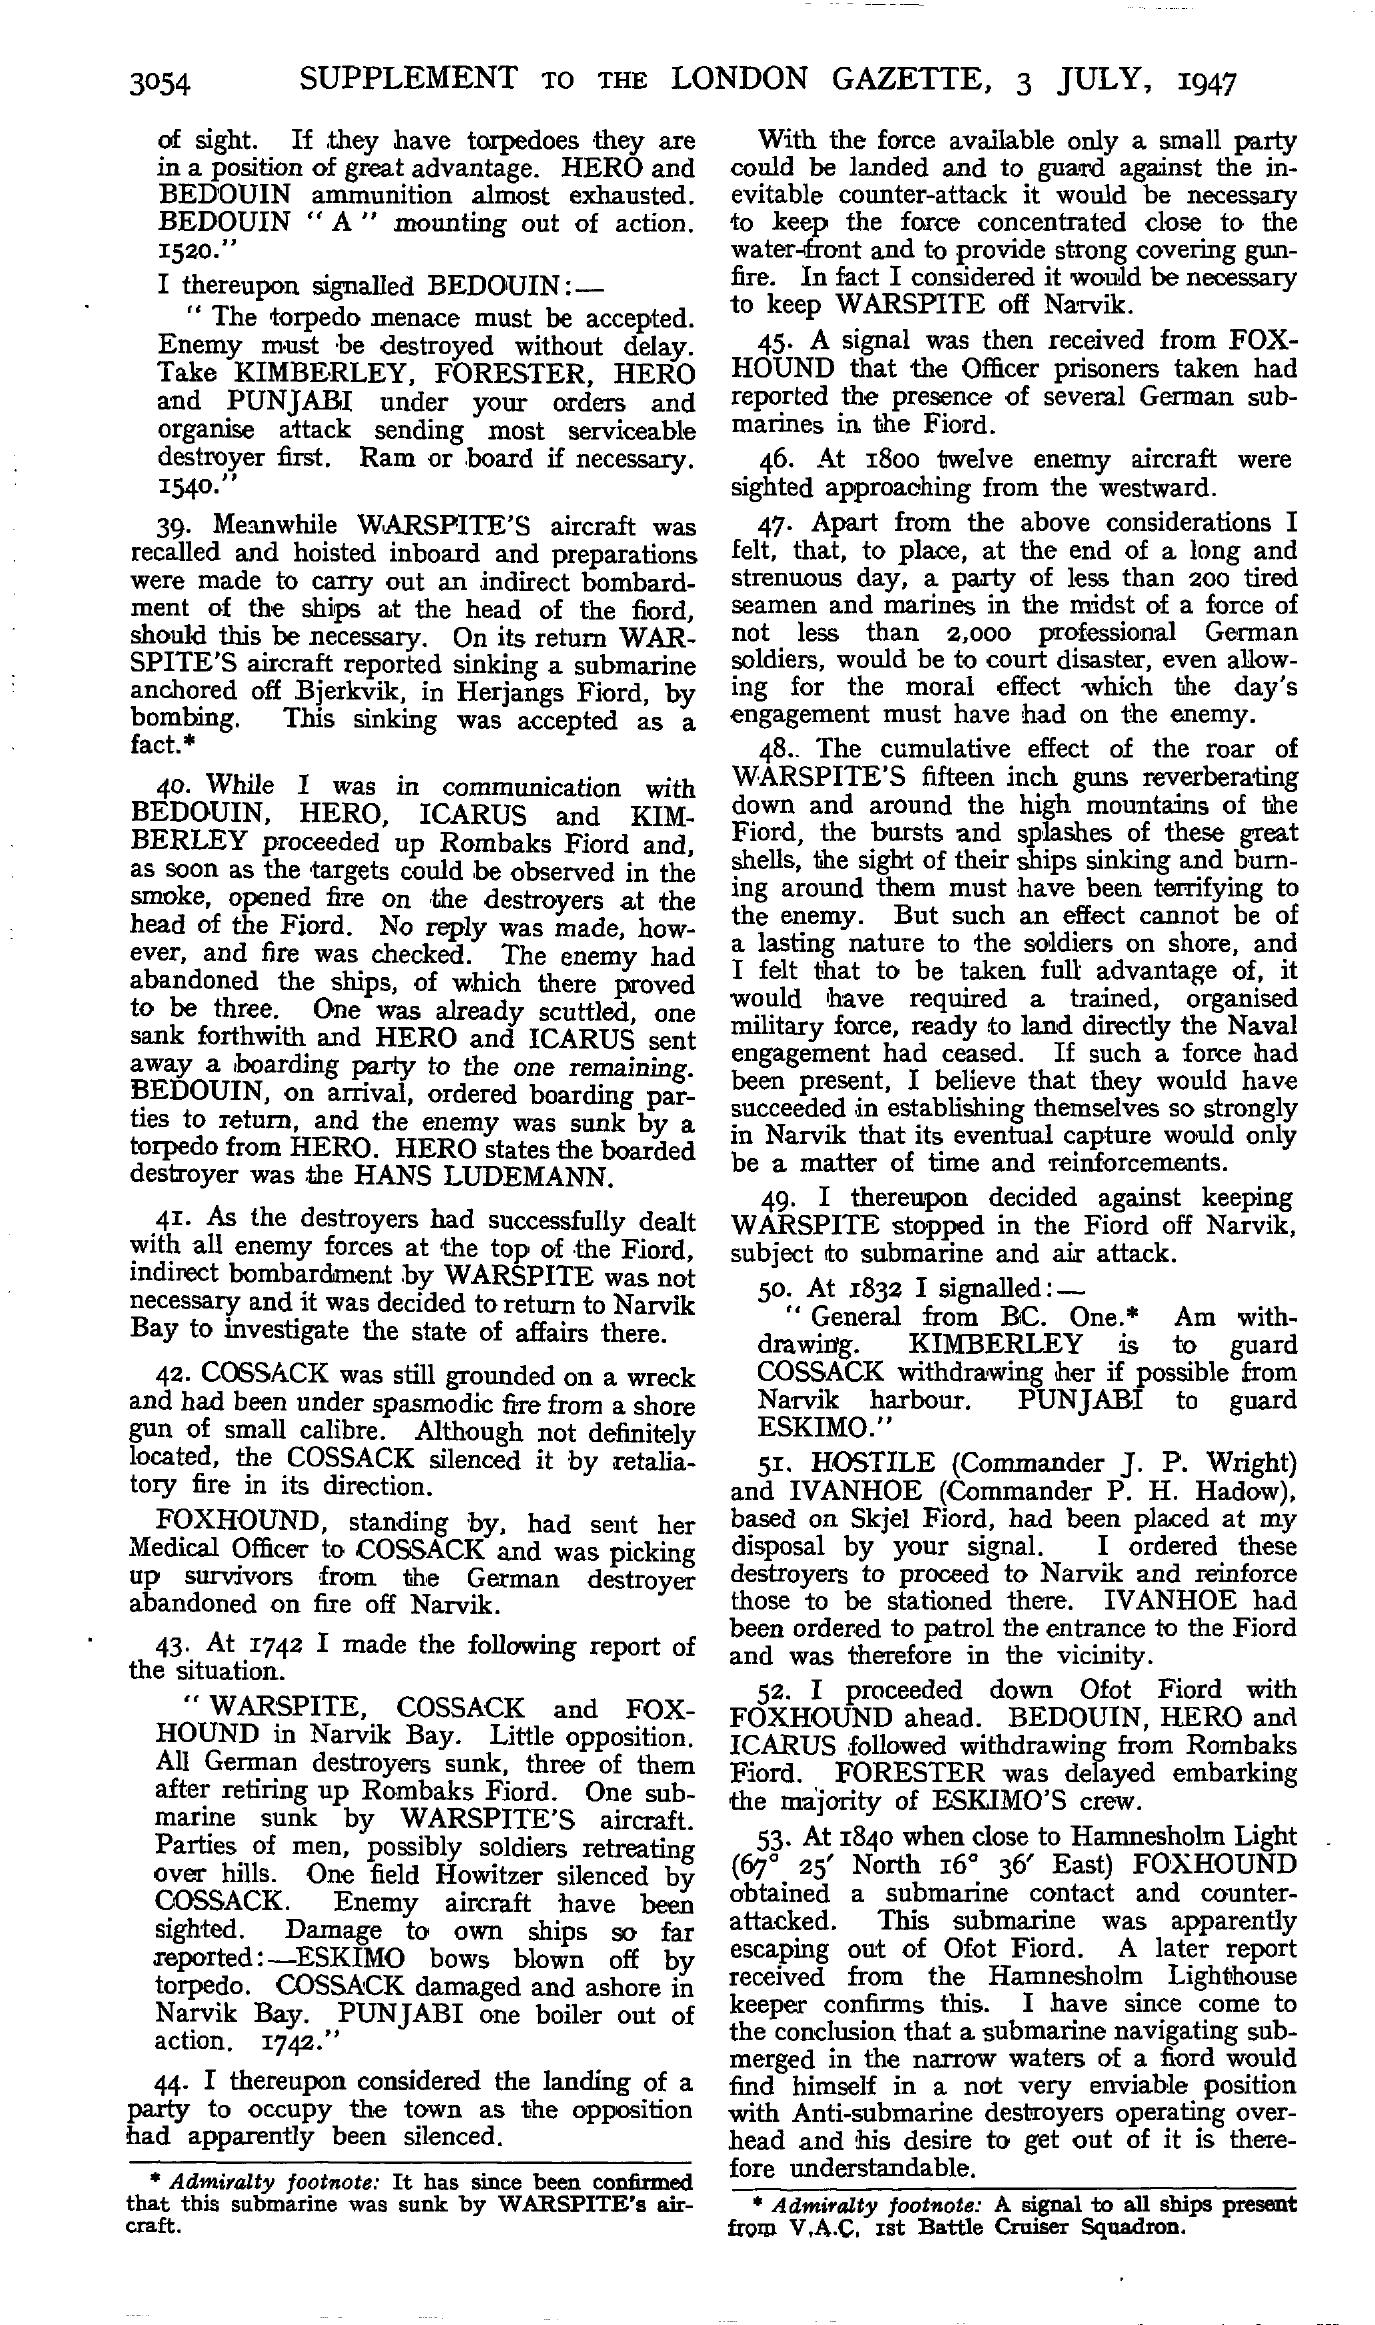 3054 SUPPLEMENT TO THE LONDON GAZETTE, 3 JULY, 1947
of sight. If they have torpedoes they are
in a position of great advantage. HERO and
BEDOUIN ammunition almost exhausted.
BEDOUIN " A " mounting out of action.
1520."
I thereupon signalled BEDOUIN:—
" The torpedo menace must be accepted.
Enemy must be destroyed without delay.
Take KIMBERLEY, FORESTER, HERO
and PUNJABI under your orders and
organise attack sending most serviceable
destroyer first. Ram or board if necessary.
1540."
39. Meanwhile WARSPITE'S aircraft was
recalled and hoisted inboard and preparations
were made to carry out an indirect bombard-
ment of the ships at the head of the fiord,
should this be necessary. On its return WAR-
SPITE'S aircraft reported sinking a submarine
anchored off Bjerkvik, in Herjangs Fiord, by
bombing. This sinking was accepted as a
fact.*
40. While I was in communication with
BEDOUIN, HERO, ICARUS and KIM-
BERLEY proceeded up Rombaks Fiord and,
as soon as the targets could be observed in the
smoke, opened fire on the destroyers at the
head of the Fiord. No reply was made, how-
ever, and fire was checked. The enemy had
abandoned the ships, of which there proved
to be three. One was already scuttled, one
sank forthwith and HERO and ICARUS sent
away a boarding party to the one remaining.
BEDOUIN, on arrival, ordered boarding par-
ties to return, and the enemy was sunk by a
torpedo from HERO. HERO states the boarded
destroyer was the HANS LUDEMANN.
41. As the destroyers had successfully dealt
with all enemy forces at the top of the Fiord,
indirect bombardment by WARSPITE was not
necessary and it was decided to return to Narvik
Bay to investigate the state of affairs there.
42. COSSACK was still grounded on a wreck
and had been under spasmodic fire from a shore
gun of small calibre. Although not definitely
located, the COSSACK silenced it by retalia-
tory fire in its direction.
FOXHOUND, standing by, had sent her
Medical Officer to COSSACK and was picking
up survivors from the German destroyer
abandoned on fire off Narvik.
43. At 1742 I made the following report of
the situation.
" WARSPITE, COSSACK and FOX-
HOUND in Narvik Bay. Little opposition.
All German destroyers sunk, three of them
after retiring up Rombaks Fiord. One sub-
marine sunk by WARSPITE'S aircraft.
Parties of men, possibly soldiers retreating
over hills. One field Howitzer silenced by
COSSACK. Enemy aircraft have been
sighted. Damage to own ships so far
reported:—ESKIMO bows blown off by
torpedo. COSSACK damaged and ashore in
Narvik Bay. PUNJABI one boiler out of
action. 1742."
44. I thereupon considered the landing of a
party to occupy the town as the opposition
had apparently been silenced.
* Admiralty footnote: It has since been confirmed
that this submarine was sunk by WARSPITE's air-
craft.
With the force available only a small party
could be landed and to guard against the in-
evitable counter-attack it would be necessary
to keep the force concentrated close to the
water-front and to provide strong covering gun-
fire. In fact I considered it would be necessary
to keep WARSPITE off Narvik.
45. A signal was then received from FOX-
HOUND that the Officer prisoners taken had
reported the presence of several German sub-
marines in the Fiord.
46. At 1800 twelve enemy aircraft were
sighted approaching from the westward.
47. Apart from the above considerations I
felt, that, to place, at the end of a long and
strenuous day, a party of less than 200 tired
seamen and marines in the midst of a force of
not less than 2,000 professional German
soldiers, would be to court disaster, even allow-
ing for the moral effect which the day's
engagement must have had on the enemy.
48. The cumulative effect of the roar of
WARSPITE'S fifteen inch guns reverberating
down and around the high mountains of the
Fiord, the bursts and splashes of these great
shells, the sight of their ships sinking and burn-
ing around them must have been terrifying to
the enemy. But such an effect cannot be of
a lasting nature to the soldiers on shore, and
I felt that to be taken full advantage of, it
would have required a trained, organised
military force, ready to land directly the Naval
engagement had ceased. If such a force had
been present, I believe that they would have
succeeded in establishing themselves so strongly
in Narvik that its eventual capture would only
be a matter of time and reinforcements.
49. I thereupon decided against keeping
WARSPITE stopped in the Fiord off Narvik,
subject to submarine and air attack.
50. At 1832 I signalled:—
" General from BC. One.* Am with-
drawing. KIMBERLEY is to guard
COSSACK withdrawing her if possible from
Narvik harbour. PUNJABI to guard
ESKIMO."
51. HOSTILE (Commander J. P. Wright)
and IVANHOE (Commander P. H. Hadow),
based on Skjel Fiord, had been placed at my
disposal by your signal. I ordered these
destroyers to proceed to Narvik and reinforce
those to be stationed there. IVANHOE had
been ordered to patrol the entrance to the Fiord
and was therefore in the vicinity.
52. I proceeded down Ofot Fiord with
FOXHOUND ahead. BEDOUIN, HERO and
ICARUS followed withdrawing from Rombaks
Fiord. FORESTER was delayed embarking
the majority of ESKIMO'S crew.
53. At 1840 when close to Hamnesholm Light
(67° 25′ North 16° 36′ East) FOXHOUND
obtained a submarine contact and counter-
attacked. This submarine was apparently
escaping out of Ofot Fiord. A later report
received from the Hamnesholm Lighthouse
keeper confirms this. I have since come to
the conclusion that a submarine navigating sub-
merged in the narrow waters of a fiord would
find himself in a not very enviable position
with Anti-submarine destroyers operating over-
head and his desire to get out of it is there-
fore understandable.
* Admiralty footnote: A signal to all ships present
from V.A.C. 1st Battle Cruiser Squadron.